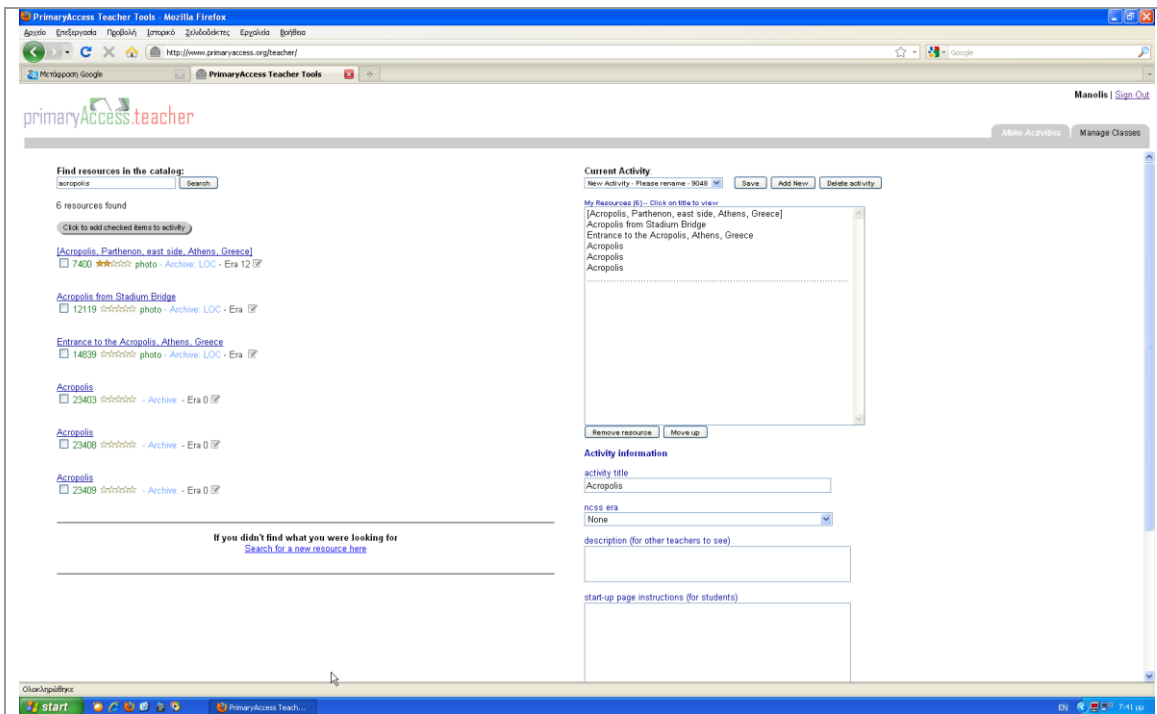 PrimaryAccess Teacher Tools - Mozilla Firefox
Αρχείο Επεξεργασία Προβολή Ιστορικό Σελιδοδείκτες Εργαλεία Βοήθεια
http://www.primaryaccess.org/teacher/
Google
Μετάφραση Google
PrimaryAccess Teacher Tools
Manolis | Sign Out
primaryAccess.teacher
Make Activities
Manage Classes
Find resources in the catalog:
acropolis
Search
6 resources found
Click to add checked items to activity
[Acropolis, Parthenon, east side, Athens, Greece]
7400 photo - Archive: LOC - Era 12
Acropolis from Stadium Bridge
12119 photo - Archive: LOC - Era
Entrance to the Acropolis, Athens, Greece
14839 photo - Archive: LOC - Era
Acropolis
23403 - Archive: - Era 0
Acropolis
23408 - Archive: - Era 0
Acropolis
23409 - Archive: - Era 0
If you didn't find what you were looking for
Search for a new resource here
Current Activity:
New Activity - Please rename - 9048
Save
Add New
Delete activity
My Resources (6) - Click on title to view
[Acropolis, Parthenon, east side, Athens, Greece]
Acropolis from Stadium Bridge
Entrance to the Acropolis, Athens, Greece
Acropolis
Acropolis
Acropolis
Remove resource
Move up
Activity information
activity title
Acropolis
ncss era
None
description (for other teachers to see)
start-up page instructions (for students)
Ολοκληρώθηκε
start
PrimaryAccess Teach...
EN
7:41 μμ